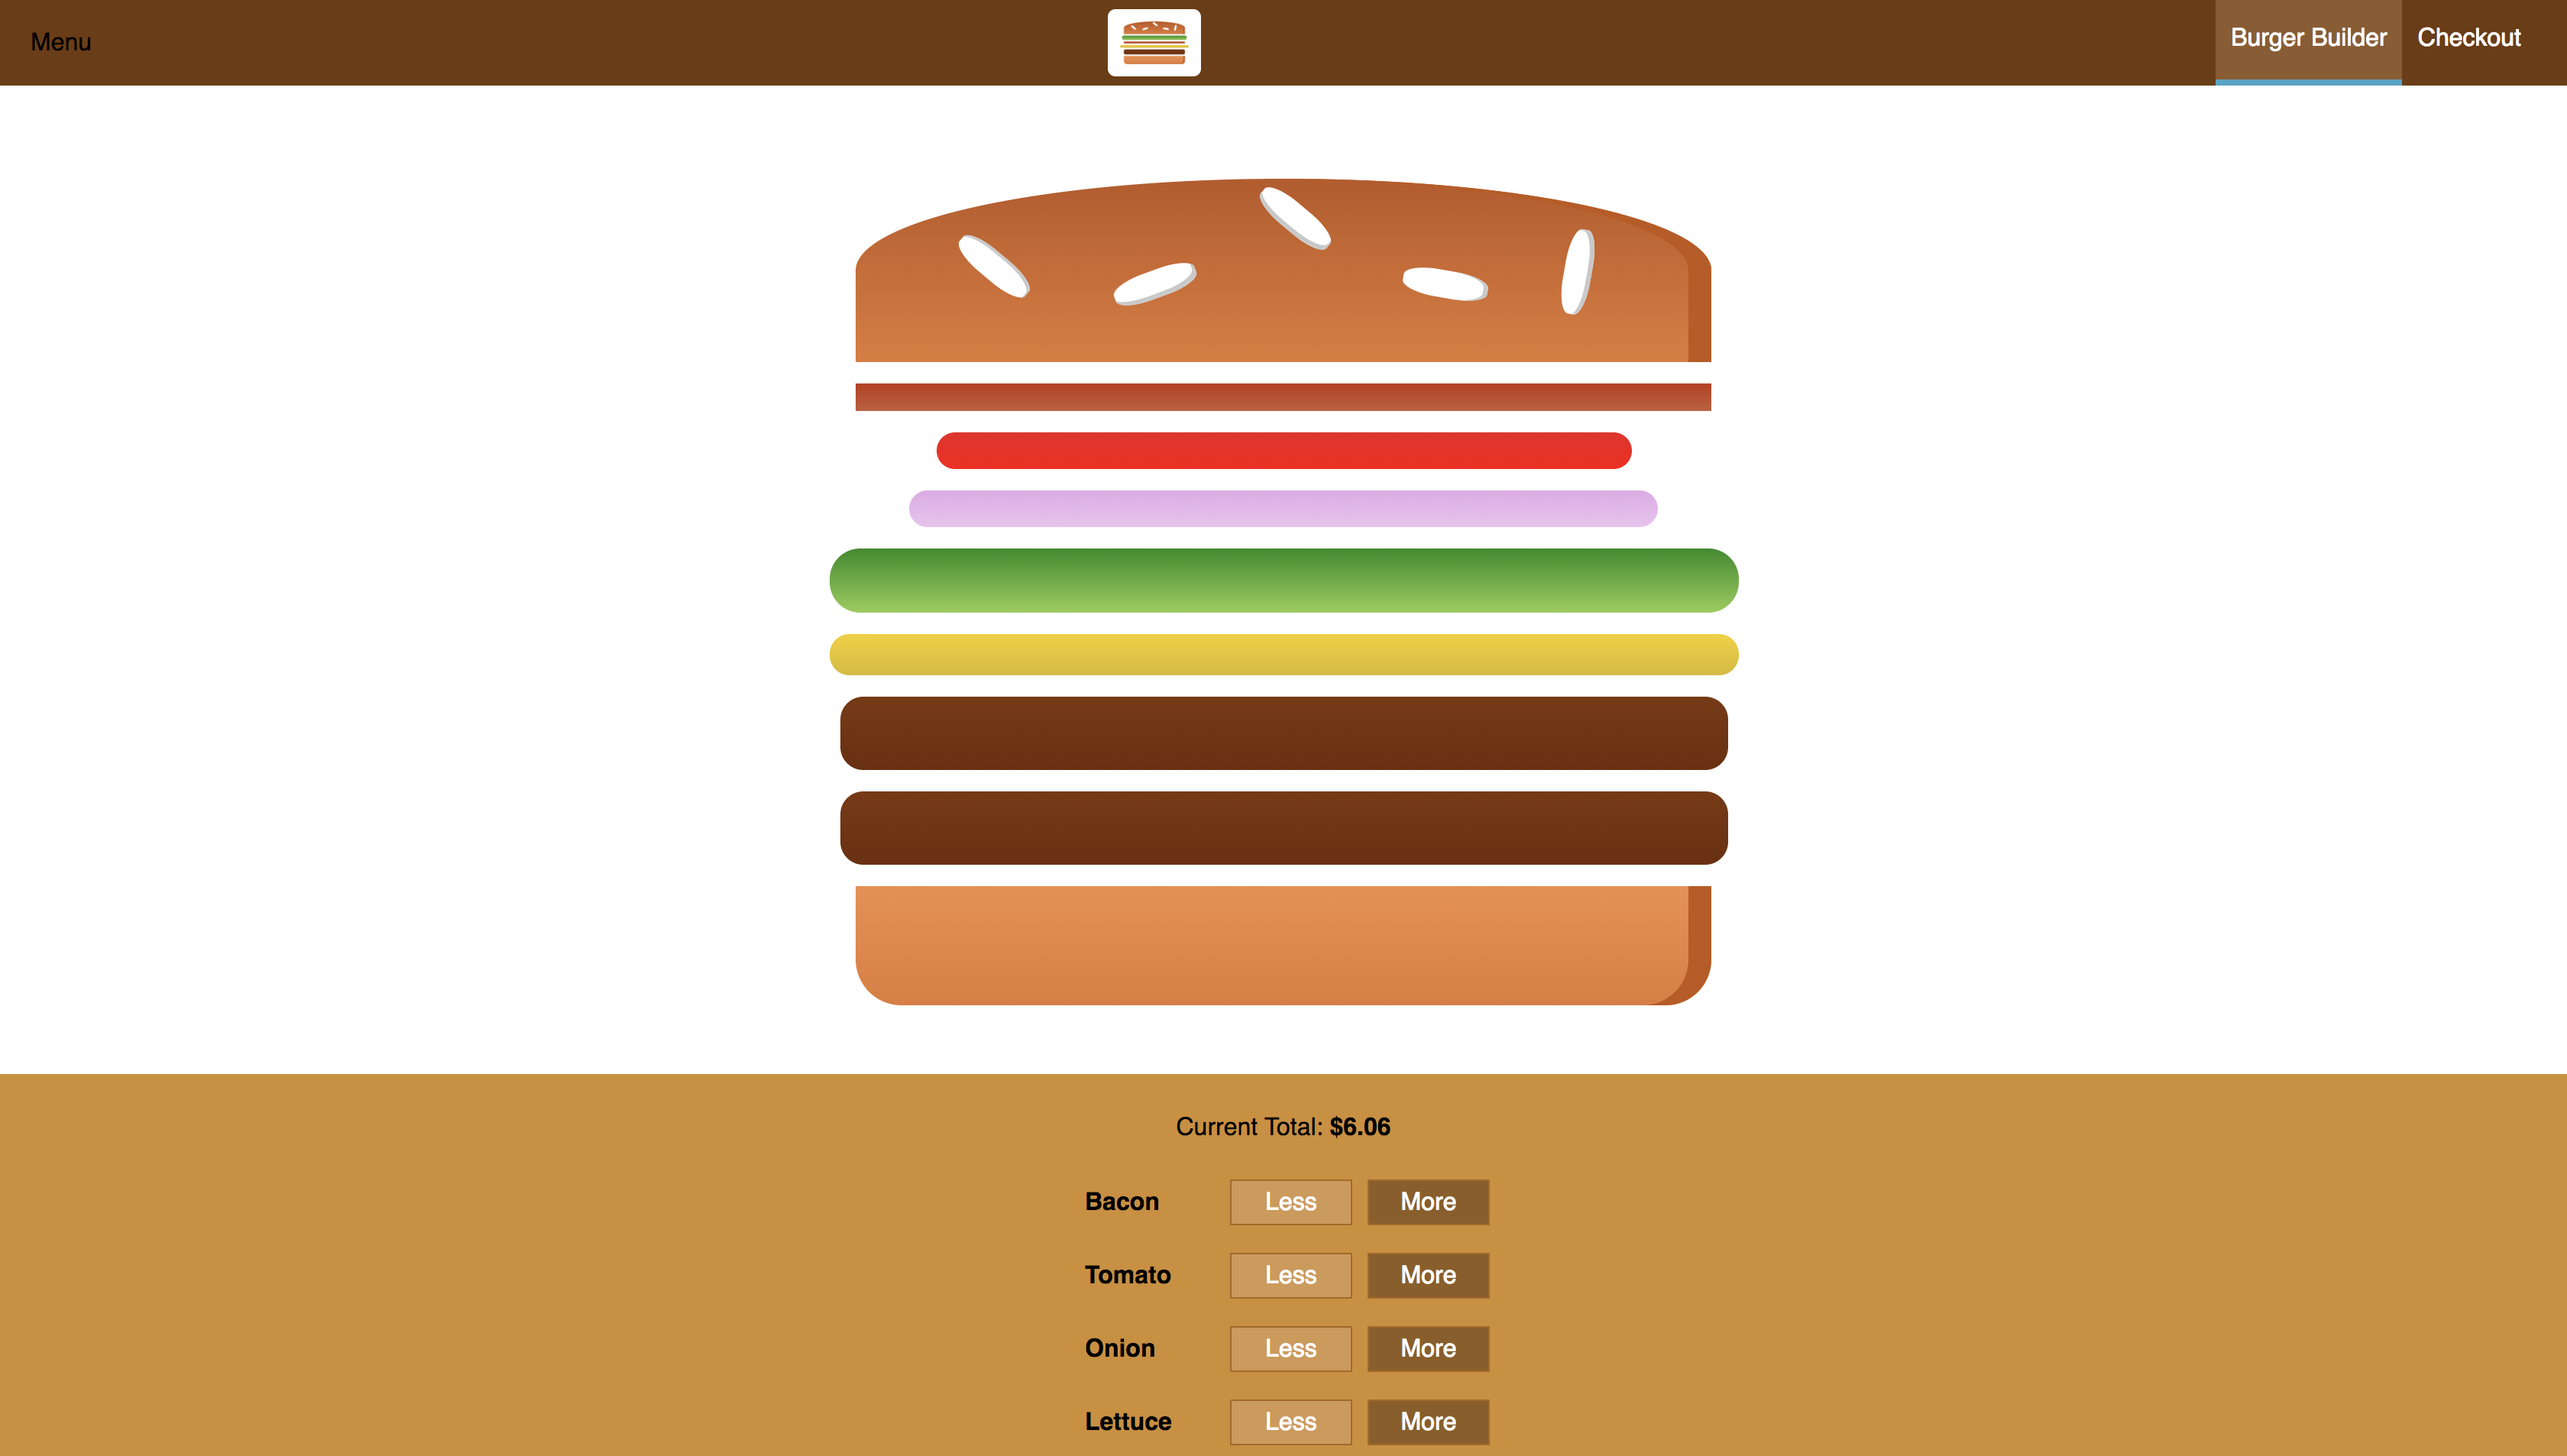 Menu
Burger Builder
Checkout
Current Total: $6.06
Bacon Less More
Tomato Less More
Onion Less More
Lettuce Less More